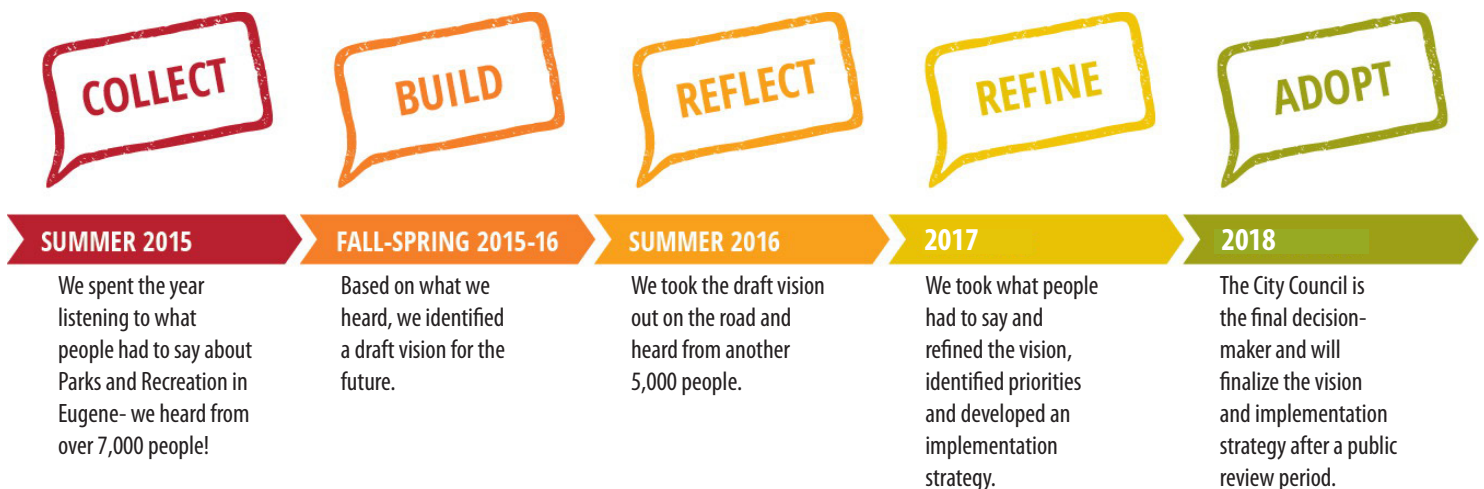 COLLECT
BUILD
REFLECT
REFINE
ADOPT
SUMMER 2015
FALL-SPRING 2015-16
SUMMER 2016
2017
2018
We spent the year
listening to what
people had to say about
Parks and Recreation in
Eugene- we heard from
over 7,000 people!
Based on what we
heard, we identified
a draft vision for the
future.
We took the draft vision
out on the road and
heard from another
5,000 people.
We took what people
had to say and
refined the vision,
identified priorities
and developed an
implementation
strategy.
The City Council is
the final decision-
maker and will
finalize the vision
and implementation
strategy after a public
review period.